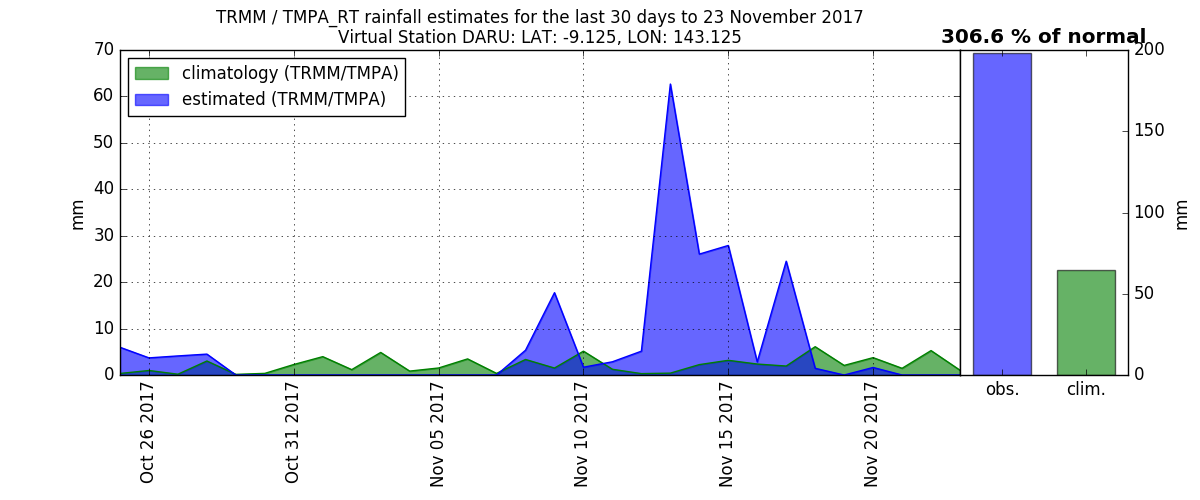 TRMM / TMPA_RT rainfall estimates for the last 30 days to 23 November 2017
Virtual Station DARU: LAT: -9.125, LON: 143.125
306.6 % of normal
climatology (TRMM/TMPA)
estimated (TRMM/TMPA)
70
60
50
40
30
20
10
0
mm
Oct 26 2017
Oct 31 2017
Nov 05 2017
Nov 10 2017
Nov 15 2017
Nov 20 2017
obs.
clim.
200
150
100
50
0
mm